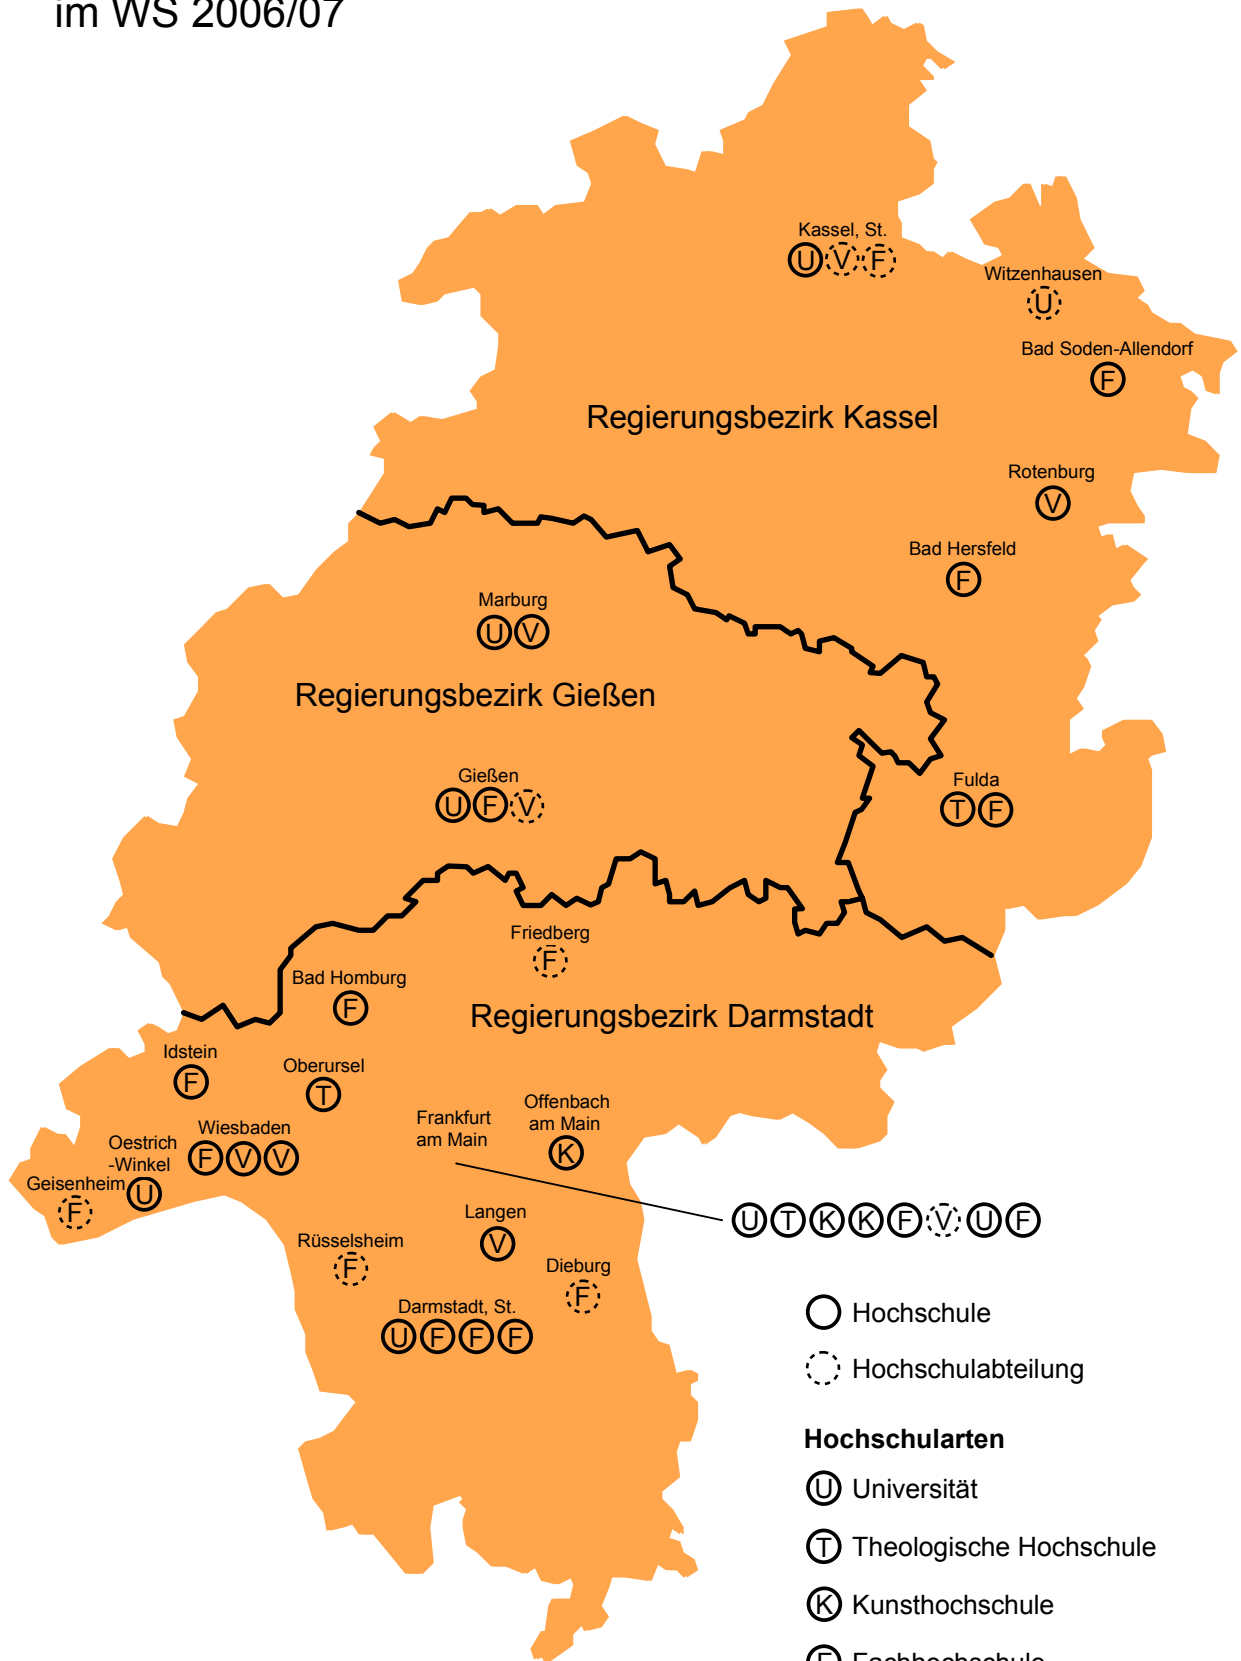 im WS 2006/07
Kassel, St.
U V F
Witzenhausen
U
Bad Soden-Allendorf
F
Regierungsbezirk Kassel
Rotenburg
V
Bad Hersfeld
F
Marburg
U V
Regierungsbezirk Gießen
Gießen
U F V
Fulda
T F
Friedberg
F
Bad Homburg
F
Regierungsbezirk Darmstadt
Idstein
F
Oberursel
T
Offenbach
am Main
K
Frankfurt
am Main
Wiesbaden
F V V
Oestrich
-Winkel
U
Geisenheim
F
U T K K F V U F
Langen
V
Rüsselsheim
F
Dieburg
F
Darmstadt, St.
U F F F
Hochschule
Hochschulabteilung
Hochschularten
U Universität
T Theologische Hochschule
K Kunsthochschule
F Fachhochschule